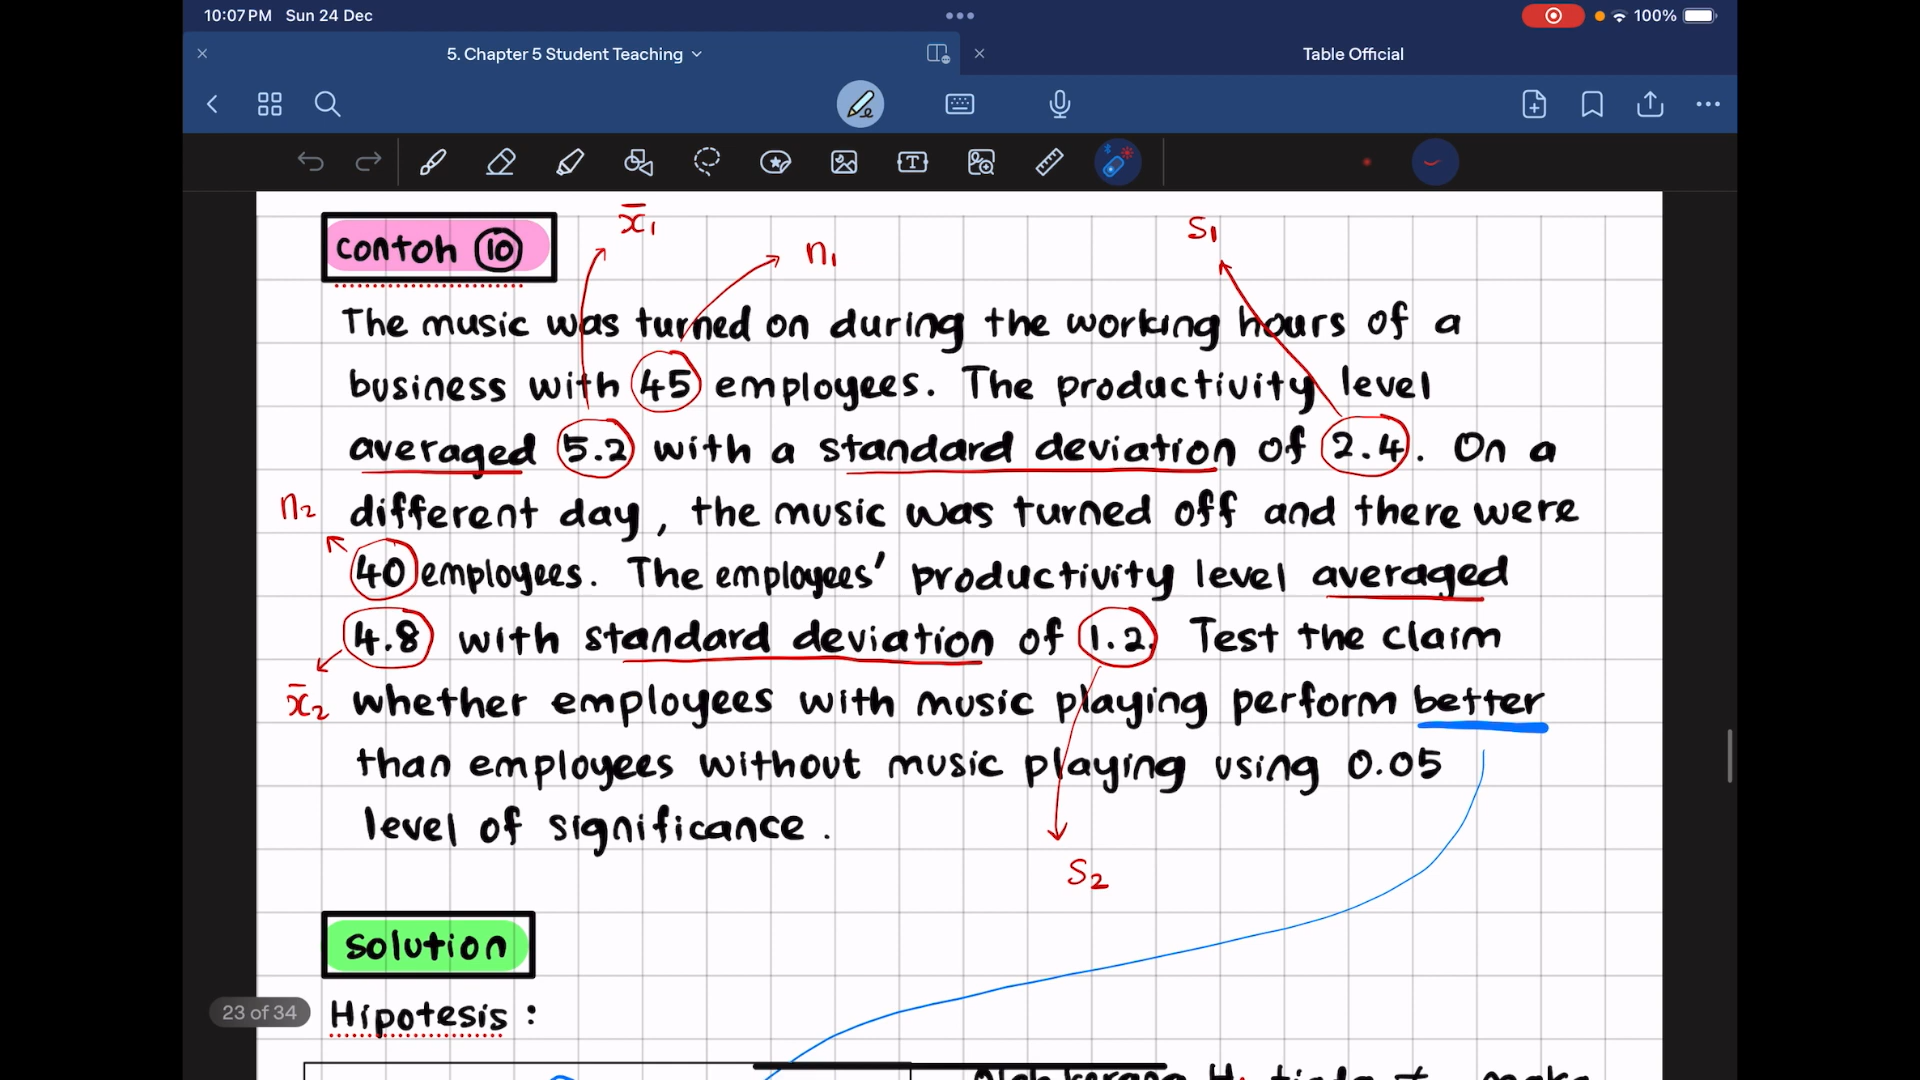 10:07 PM Sun 24 Dec
100%
5. Chapter 5 Student Teaching
Table Official
contoh 10
x̄₁
n₁
s₁
The music was turned on during the working hours of a
business with 45 employees. The productivity level
averaged 5.2 with a standard deviation of 2.4. On a
n₂
different day, the music was turned off and there were
40 employees. The employees' productivity level averaged
4.8 with standard deviation of 1.2. Test the claim
x̄₂
whether employees with music playing perform better
than employees without music playing using 0.05
level of significance.
s₂
solution
23 of 34
Hipotesis :